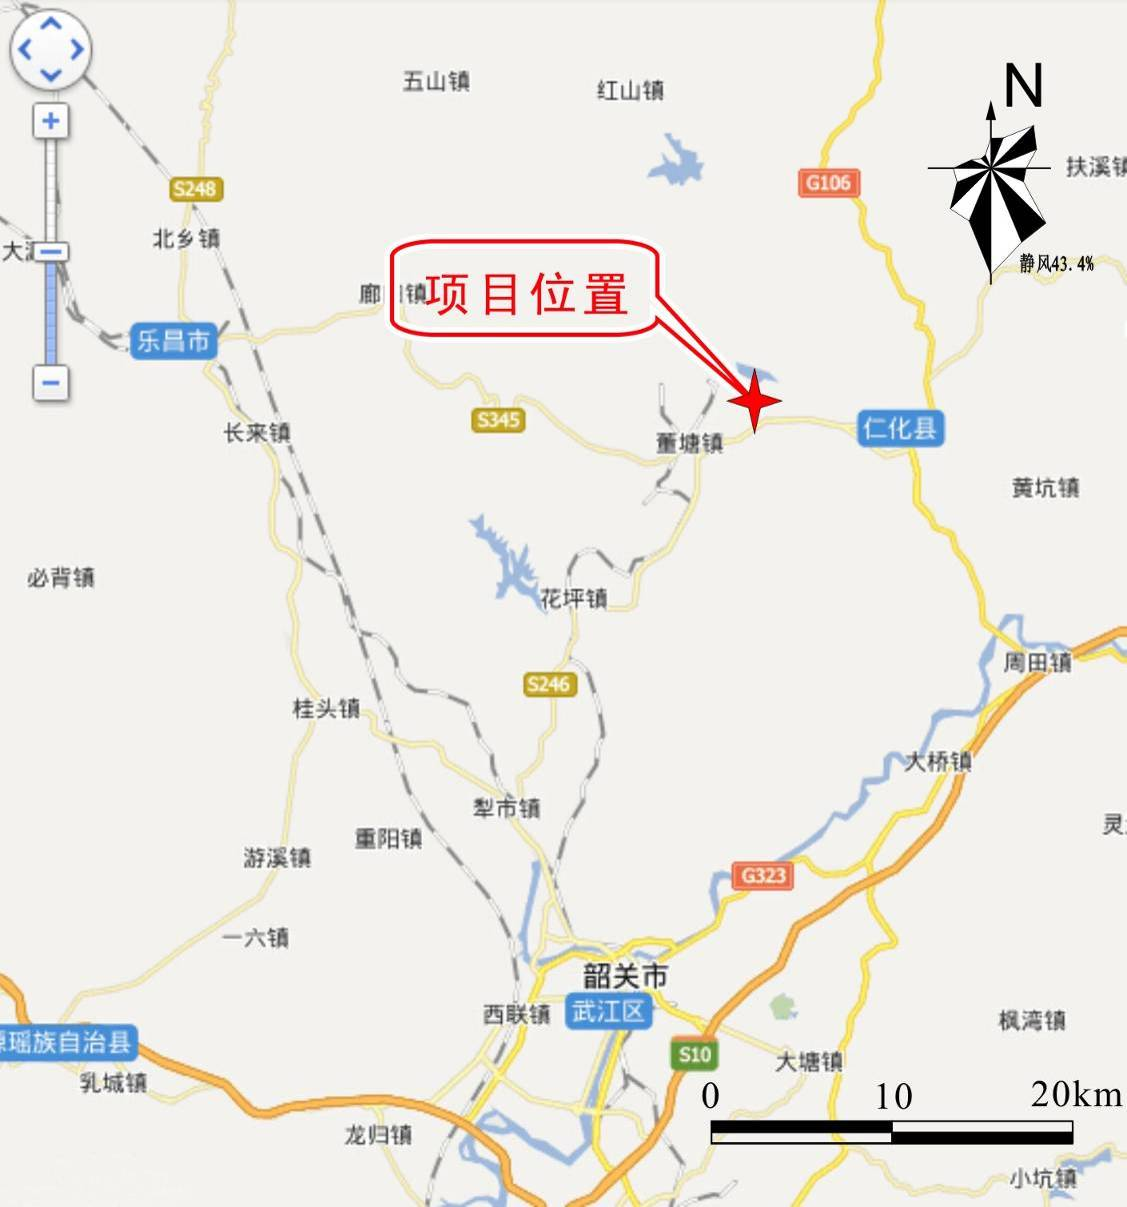 五山镇
红山镇
N
扶溪镇
S248
G106
北乡镇
静风43.4%
项目位置
乐昌市
S345
长来镇
董塘镇
仁化县
黄坑镇
必背镇
花坪镇
周田镇
S246
桂头镇
大桥镇
犁市镇
重阳镇
游溪镇
G323
一六镇
韶关市
西联镇
武江区
枫湾镇
源瑶族自治县
S10
大塘镇
乳城镇
0 10 20km
龙归镇
小坑镇